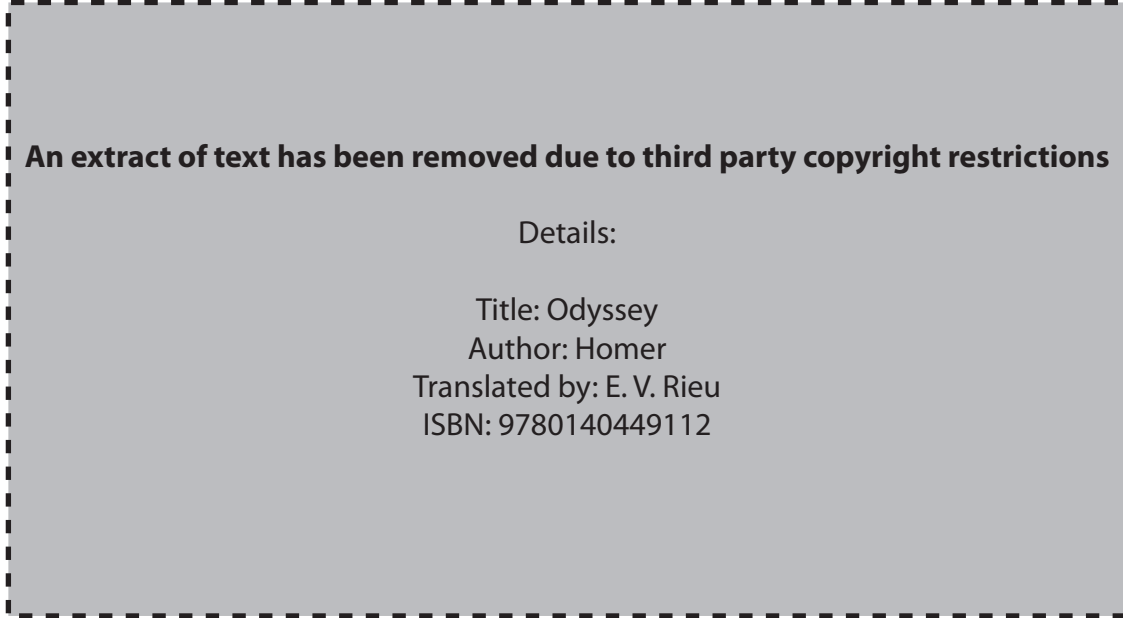 An extract of text has been removed due to third party copyright restrictions
Details:
Title: Odyssey
Author: Homer
Translated by: E. V. Rieu
ISBN: 9780140449112